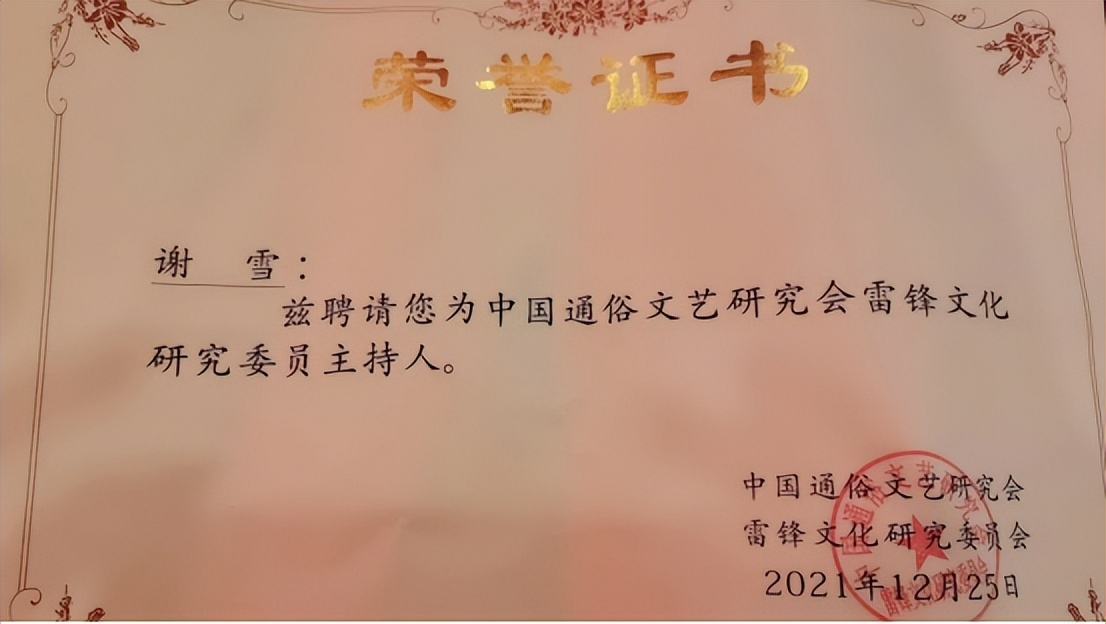 荣誉证书
谢 雪：
兹聘请您为中国通俗文艺研究会雷锋文化
研究委员主持人。
中国通俗文艺研究会
雷锋文化研究委员会
2021年12月25日